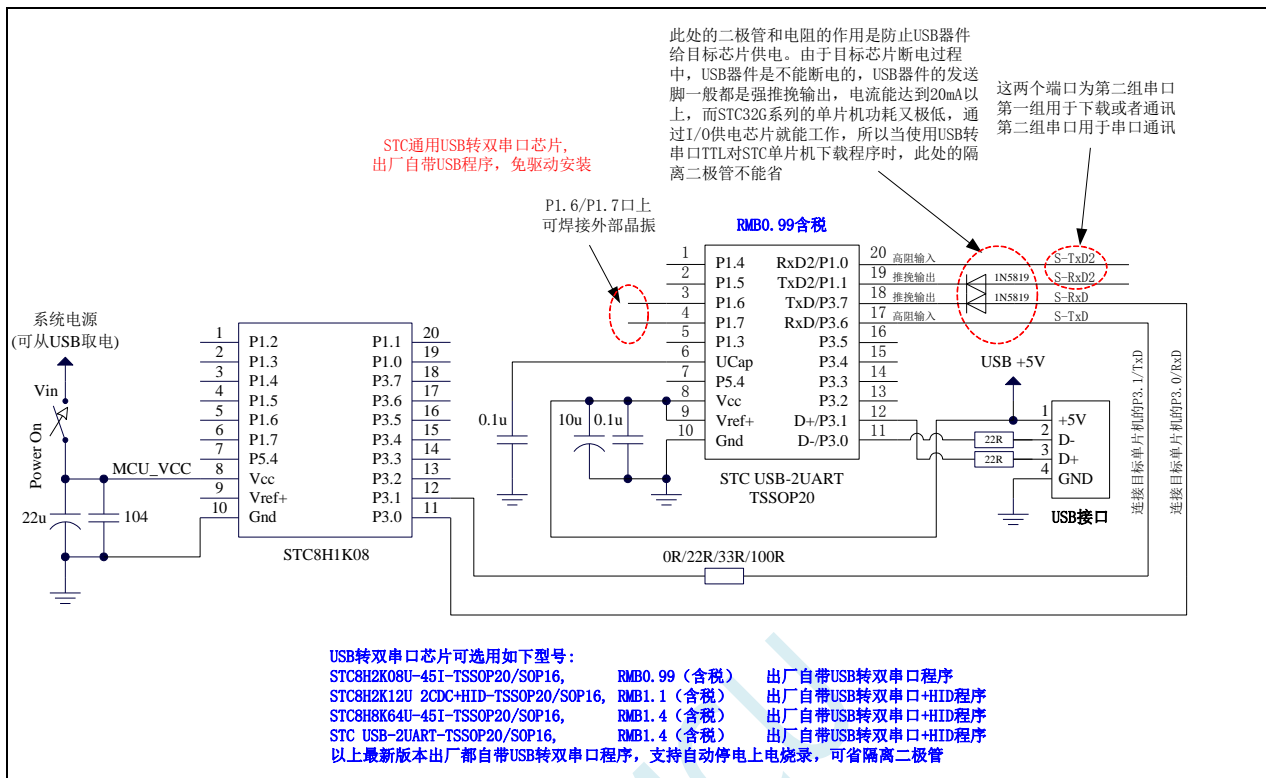 此处的二极管和电阻的作用是防止USB器件
给目标芯片供电。由于目标芯片断电过程
中，USB器件是不能断电的，USB器件的发送
脚一般都是强推挽输出，电流能达到20mA以
上，而STC32G系列的单片机功耗又极低，通
过I/O供电芯片就能工作，所以当使用USB转
串口TTL对STC单片机下载程序时，此处的隔
离二极管不能省
这两个端口为第二组串口
第一组用于下载或者通讯
第二组串口用于串口通讯
STC通用USB转双串口芯片，
出厂自带USB程序，免驱动安装
P1.6/P1.7口上
可焊接外部晶振
RMB0.99含税
1 P1.4 RxD2/P1.0 20 高阻输入 S-TxD2
2 P1.5 TxD2/P1.1 19 推挽输出 1N5819 S-RxD2
3 P1.6 TxD/P3.7 18 推挽输出 1N5819 S-RxD
4 P1.7 RxD/P3.6 17 高阻输入 S-TxD
5 P1.3 P3.5 16
6 UCap P3.4 15
7 P5.4 P3.3 14
8 Vcc P3.2 13
9 Vref+ D+/P3.1 12
10 Gnd D-/P3.0 11
STC USB-2UART
TSSOP20
系统电源
(可从USB取电)
Vin
Power On
MCU_VCC
22u
104
1 P1.2 P1.1 20
2 P1.3 P1.0 19
3 P1.4 P3.7 18
4 P1.5 P3.6 17
5 P1.6 P3.5 16
6 P1.7 P3.4 15
7 P5.4 P3.3 14
8 Vcc P3.2 13
9 Vref+ P3.1 12
10 Gnd P3.0 11
STC8H1K08
0.1u
10u
0.1u
22R
22R
USB +5V
1 +5V
2 D-
3 D+
4 GND
USB接口
连接目标单片机的P3.1/TxD
连接目标单片机的P3.0/RxD
0R/22R/33R/100R
USB转双串口芯片可选用如下型号：
STC8H2K08U-45I-TSSOP20/SOP16, RMB0.99（含税） 出厂自带USB转双串口程序
STC8H2K12U 2CDC+HID-TSSOP20/SOP16, RMB1.1（含税） 出厂自带USB转双串口+HID程序
STC8H8K64U-45I-TSSOP20/SOP16, RMB1.4（含税） 出厂自带USB转双串口+HID程序
STC USB-2UART-TSSOP20/SOP16, RMB1.4（含税） 出厂自带USB转双串口+HID程序
以上最新版本出厂都自带USB转双串口程序，支持自动停电上电烧录，可省隔离二极管